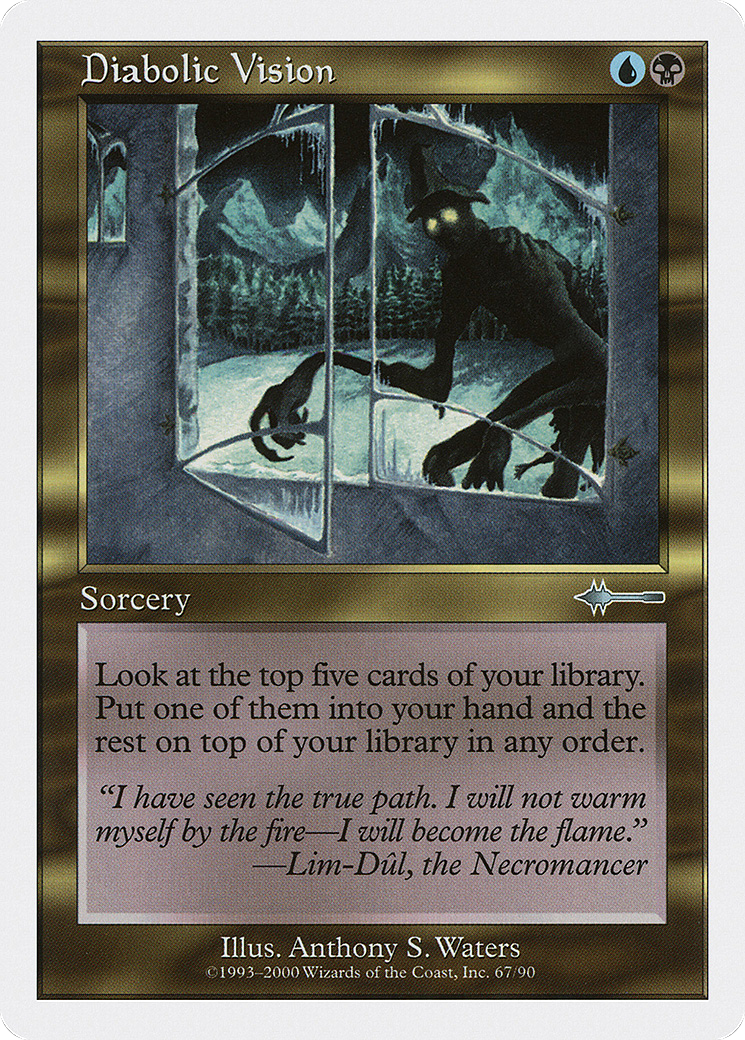 Diabolic Vision
Sorcery
Look at the top five cards of your library.
Put one of them into your hand and the
rest on top of your library in any order.
“I have seen the true path. I will not warm
myself by the fire—I will become the flame.”
—Lim-Dûl, the Necromancer
Illus. Anthony S. Waters
©1993–2000 Wizards of the Coast, Inc. 67/90